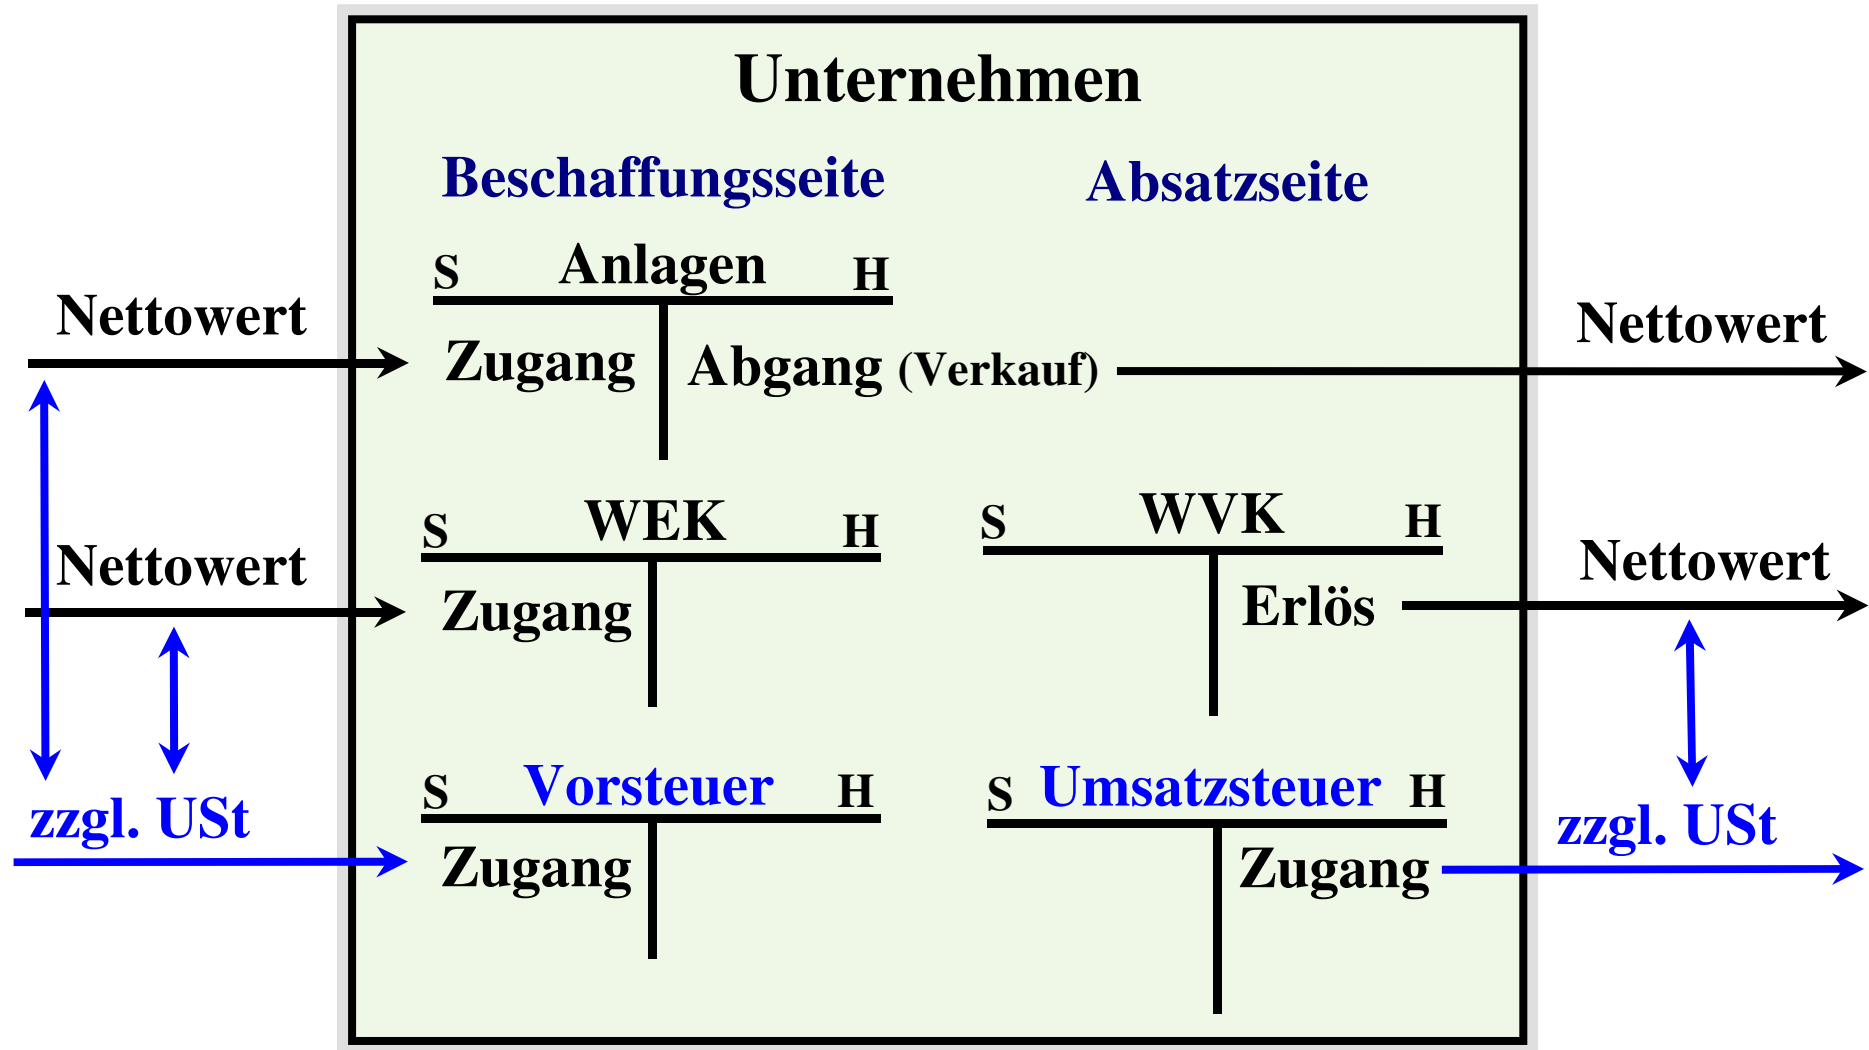 Unternehmen
Beschaffungsseite Absatzseite
S Anlagen H
Nettowert Nettowert
Zugang Abgang (Verkauf)
S WEK H S WVK H
Nettowert Nettowert
Zugang Erlös
S Vorsteuer H S Umsatzsteuer H
zzgl. USt zzgl. USt
Zugang Zugang